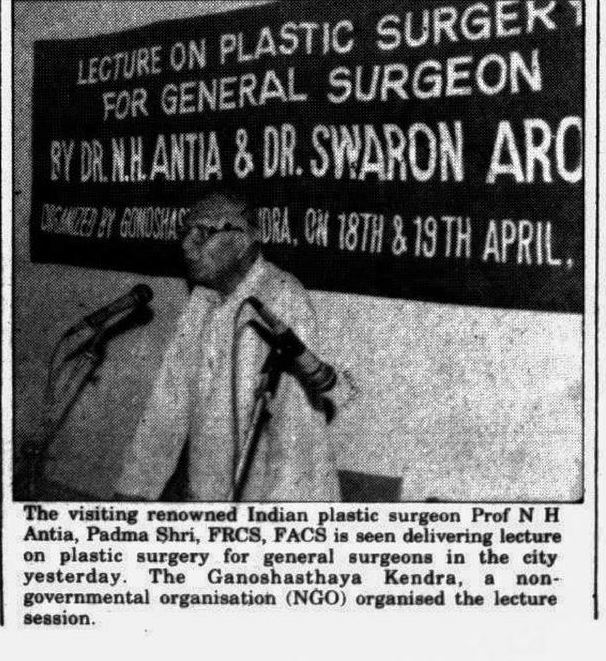 LECTURE ON PLASTIC SURGERY
FOR GENERAL SURGEON
BY DR. N.H. ANTIA & DR. SWARON ARO
ORGANIZED BY GONOSHAS DRA, ON 18TH & 19TH APRIL,
The visiting renowned Indian plastic surgeon Prof N H
Antia, Padma Shri, FRCS, FACS is seen delivering lecture
on plastic surgery for general surgeons in the city
yesterday. The Ganoshasthaya Kendra, a non-
governmental organisation (NGO) organised the lecture
session.